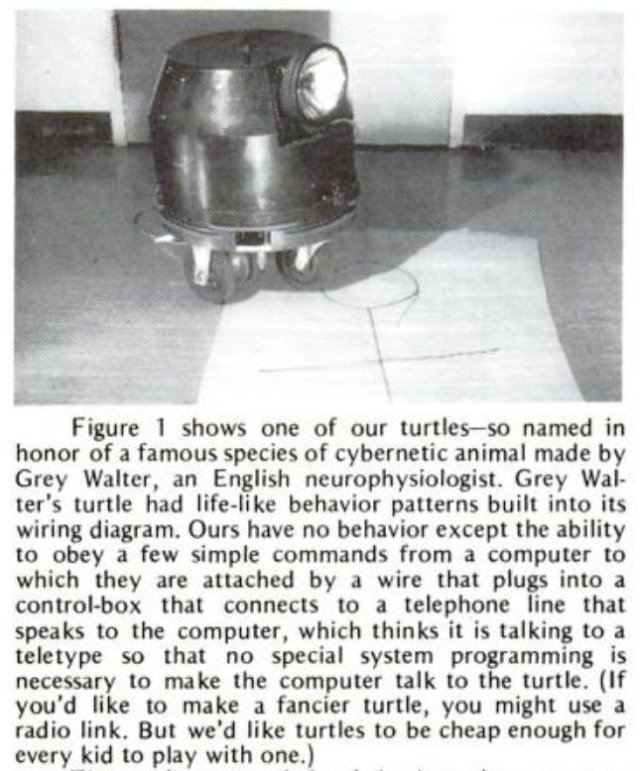 Figure 1 shows one of our turtles—so named in
honor of a famous species of cybernetic animal made by
Grey Walter, an English neurophysiologist. Grey Wal-
ter's turtle had life-like behavior patterns built into its
wiring diagram. Ours have no behavior except the ability
to obey a few simple commands from a computer to
which they are attached by a wire that plugs into a
control-box that connects to a telephone line that
speaks to the computer, which thinks it is talking to a
teletype so that no special system programming is
necessary to make the computer talk to the turtle. (If
you'd like to make a fancier turtle, you might use a
radio link. But we'd like turtles to be cheap enough for
every kid to play with one.)